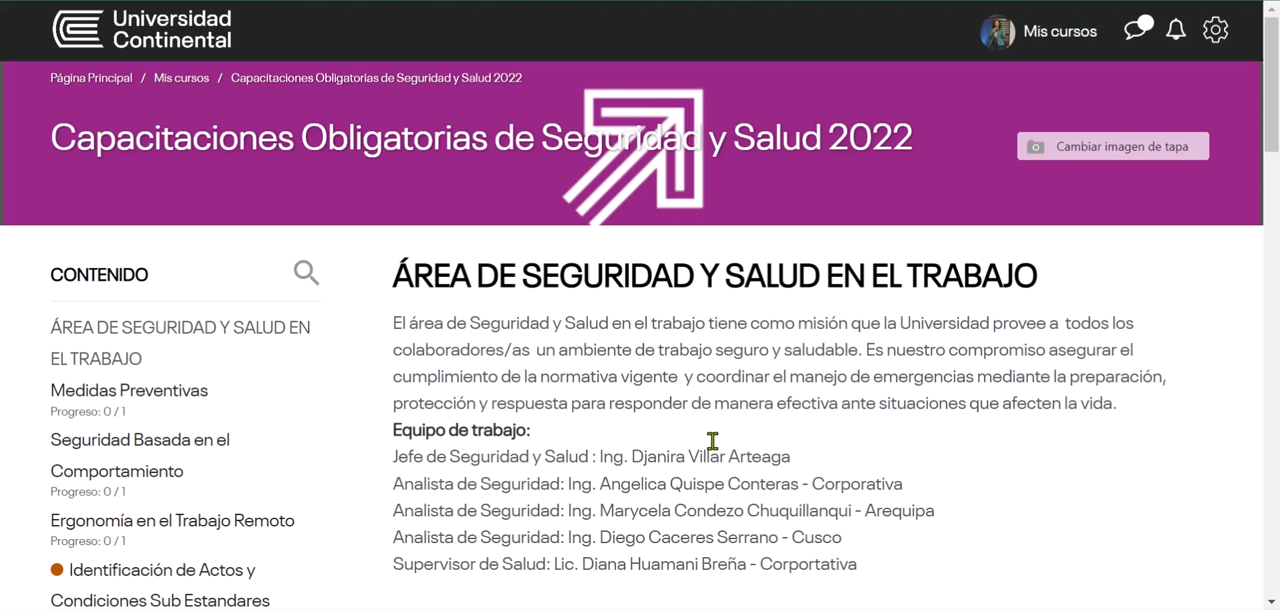 Universidad
Continental
Mis cursos
Página Principal / Mis cursos / Capacitaciones Obligatorias de Seguridad y Salud 2022
Capacitaciones Obligatorias de Seguridad y Salud 2022
Cambiar imagen de tapa
CONTENIDO
ÁREA DE SEGURIDAD Y SALUD EN
EL TRABAJO
Medidas Preventivas
Progreso: 0 / 1
Seguridad Basada en el
Comportamiento
Progreso: 0 / 1
Ergonomía en el Trabajo Remoto
Progreso: 0 / 1
Identificación de Actos y
Condiciones Sub Estandares
ÁREA DE SEGURIDAD Y SALUD EN EL TRABAJO
El área de Seguridad y Salud en el trabajo tiene como misión que la Universidad provee a todos los
colaboradores/as un ambiente de trabajo seguro y saludable. Es nuestro compromiso asegurar el
cumplimiento de la normativa vigente y coordinar el manejo de emergencias mediante la preparación,
protección y respuesta para responder de manera efectiva ante situaciones que afecten la vida.
Equipo de trabajo:
Jefe de Seguridad y Salud : Ing. Djanira Villar Arteaga
Analista de Seguridad: Ing. Angelica Quispe Conteras - Corporativa
Analista de Seguridad: Ing. Marycela Condezo Chuquillanqui - Arequipa
Analista de Seguridad: Ing. Diego Caceres Serrano - Cusco
Supervisor de Salud: Lic. Diana Huamani Breña - Corportativa